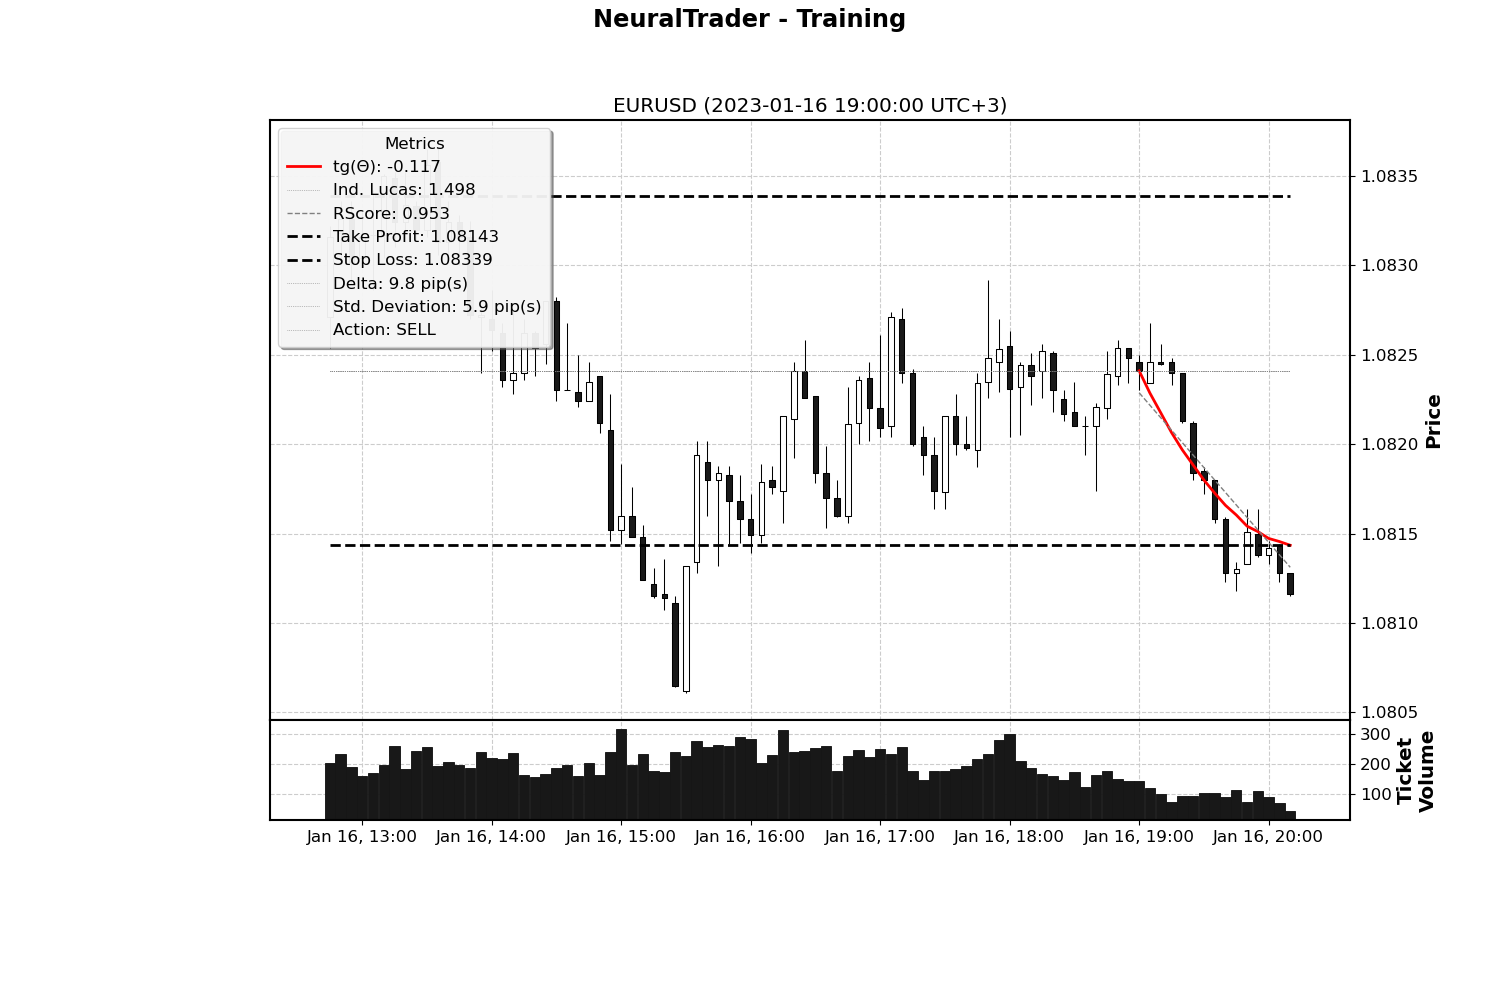 NeuralTrader - Training
EURUSD (2023-01-16 19:00:00 UTC+3)
Metrics
tg(Θ): -0.117
Ind. Lucas: 1.498
RScore: 0.953
Take Profit: 1.08143
Stop Loss: 1.08339
Delta: 9.8 pip(s)
Std. Deviation: 5.9 pip(s)
Action: SELL
1.0835
1.0830
1.0825
1.0820
1.0815
1.0810
1.0805
Price
300
200
100
Ticket
Volume
Jan 16, 13:00
Jan 16, 14:00
Jan 16, 15:00
Jan 16, 16:00
Jan 16, 17:00
Jan 16, 18:00
Jan 16, 19:00
Jan 16, 20:00